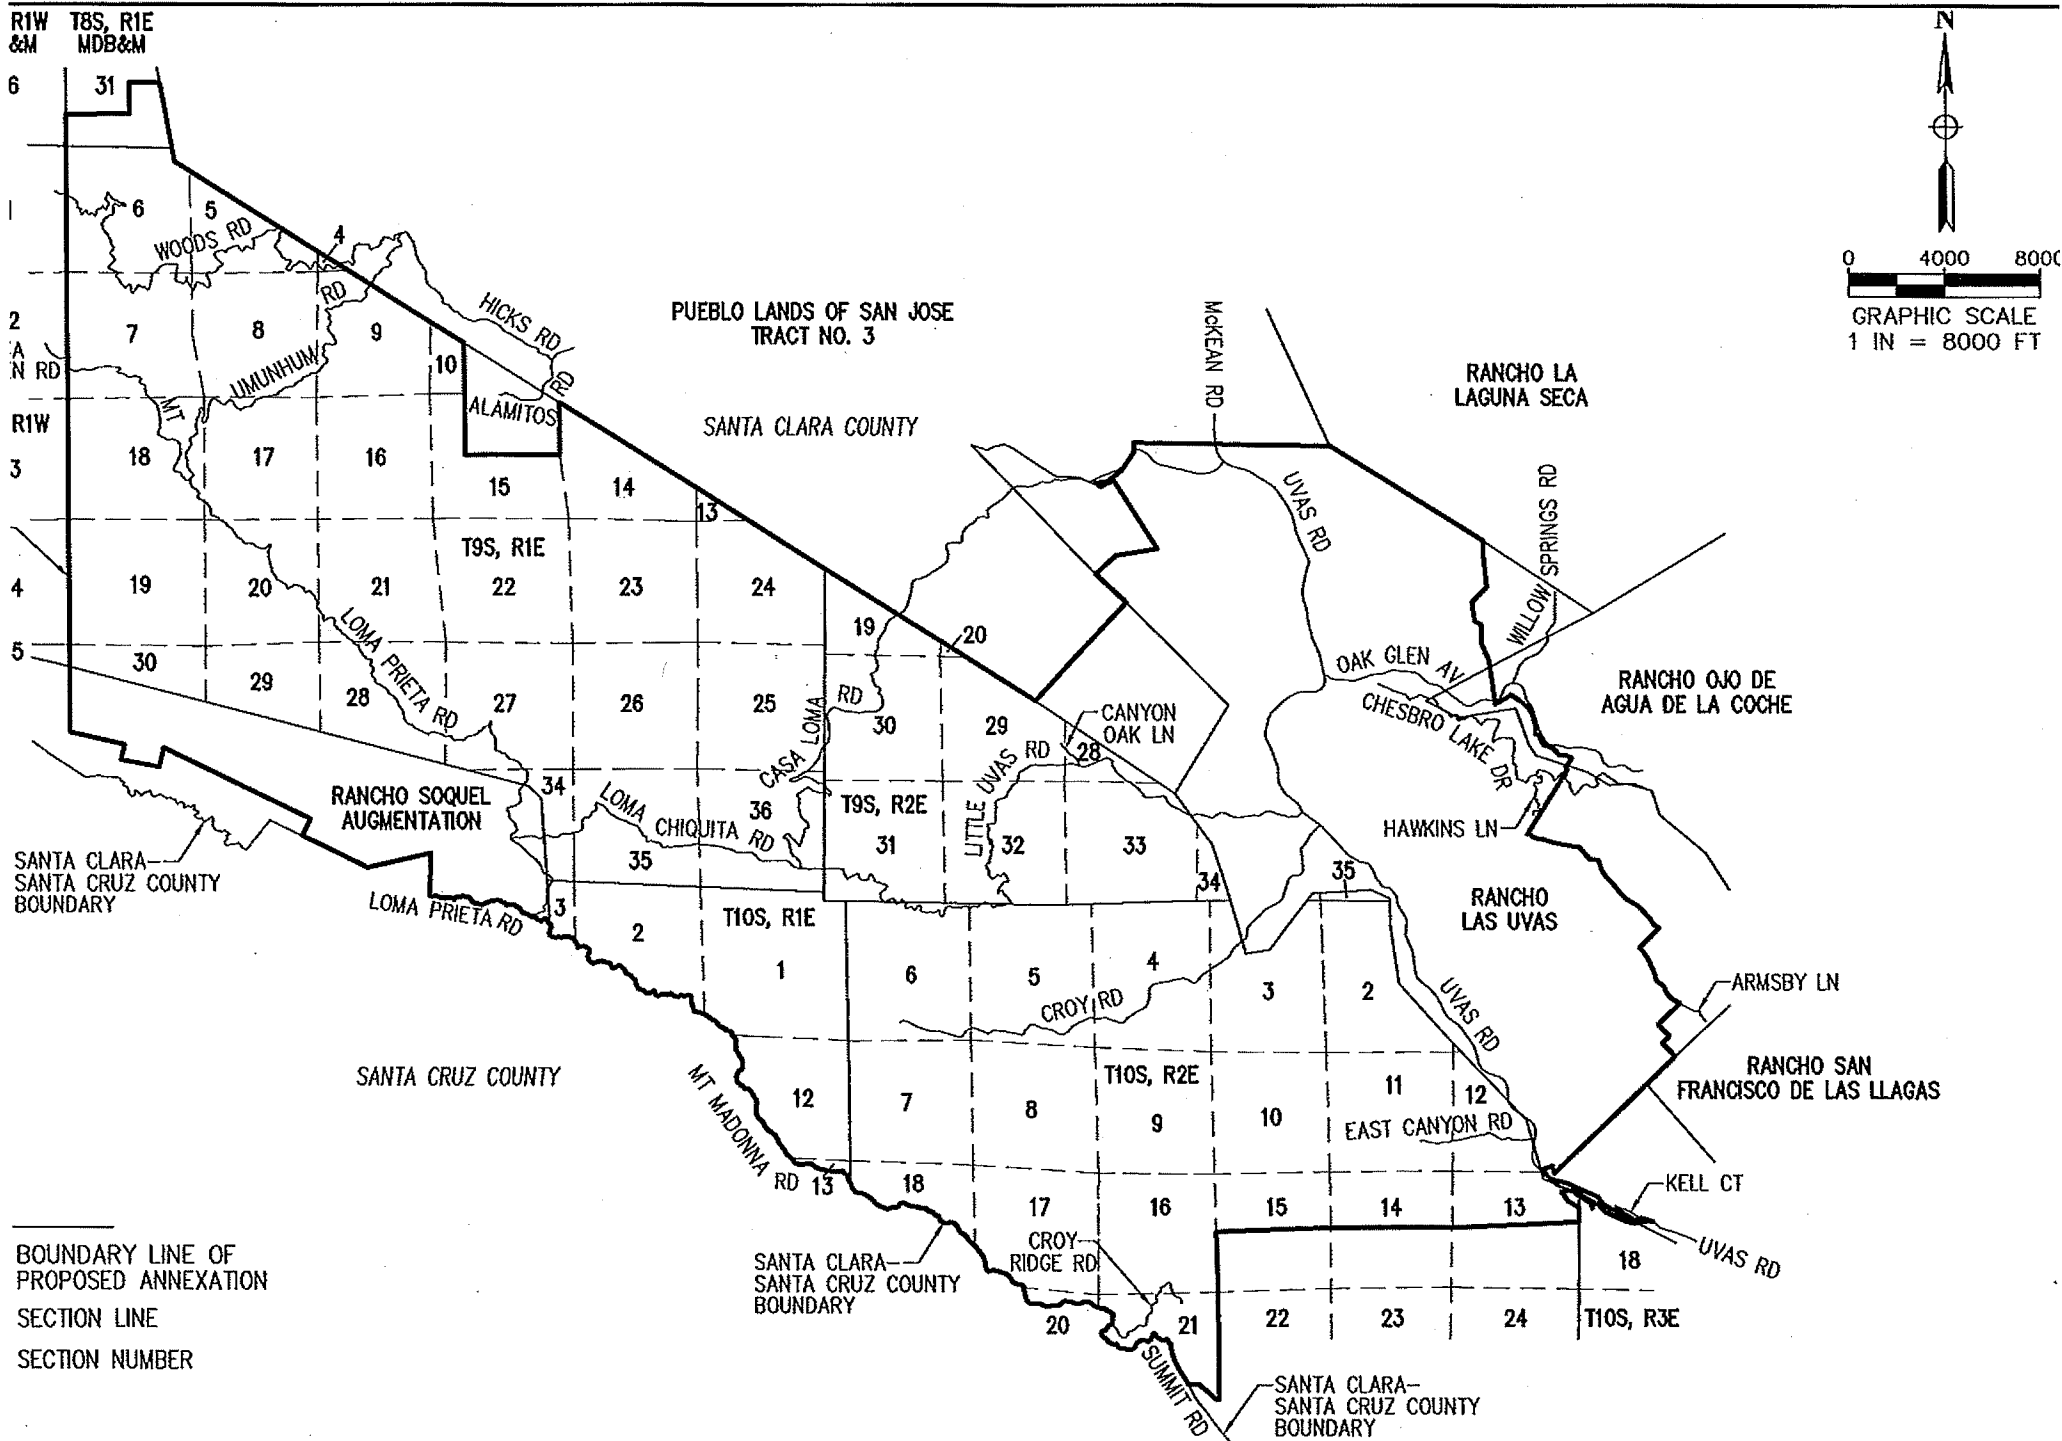 R1W T8S, R1E
&M MDB&M
N
6 31
6 5
WOODS RD
4
0 4000 8000
GRAPHIC SCALE
1 IN = 8000 FT
HICKS RD
RD
UMUNHUM
2 7 8 9 10
A
N RD
MT
ALAMITOS
RD
PUEBLO LANDS OF SAN JOSE
TRACT NO. 3
SANTA CLARA COUNTY
McKEAN RD
RANCHO LA
LAGUNA SECA
R1W
3 18 17 16 15 14 13
UVAS RD
WILLOW SPRINGS RD
T9S, R1E
4 19 20 21 22 23 24
19 20
5 30 29 28 27 26 25
LOMA PRIETA RD
CASA LOMA RD
30 29 28
CANYON
OAK LN
OAK GLEN AV
CHESBRO LAKE DR
RANCHO OJO DE
AGUA DE LA COCHE
HAWKINS LN
RANCHO SOQUEL
AUGMENTATION
34 35 36
LOMA CHIQUITA RD
T9S, R2E
LITTLE UVAS RD
31 32 33 34 35
SANTA CLARA-
SANTA CRUZ COUNTY
BOUNDARY
LOMA PRIETA RD
RANCHO
LAS UVAS
3 2 T10S, R1E
1 6 5 4 3 2
CROY RD
UVAS RD
ARMSBY LN
SANTA CRUZ COUNTY
MT MADONNA RD
T10S, R2E
RANCHO SAN
FRANCISCO DE LAS LLAGAS
12 7 8 9 10 11 12
EAST CANYON RD
13 18 17 16 15 14 13
KELL CT
UVAS RD
18
CROY
RIDGE RD
SANTA CLARA-
SANTA CRUZ COUNTY
BOUNDARY
20 21 22 23 24 T10S, R3E
SUMMIT RD
SANTA CLARA-
SANTA CRUZ COUNTY
BOUNDARY
BOUNDARY LINE OF
PROPOSED ANNEXATION
SECTION LINE
SECTION NUMBER